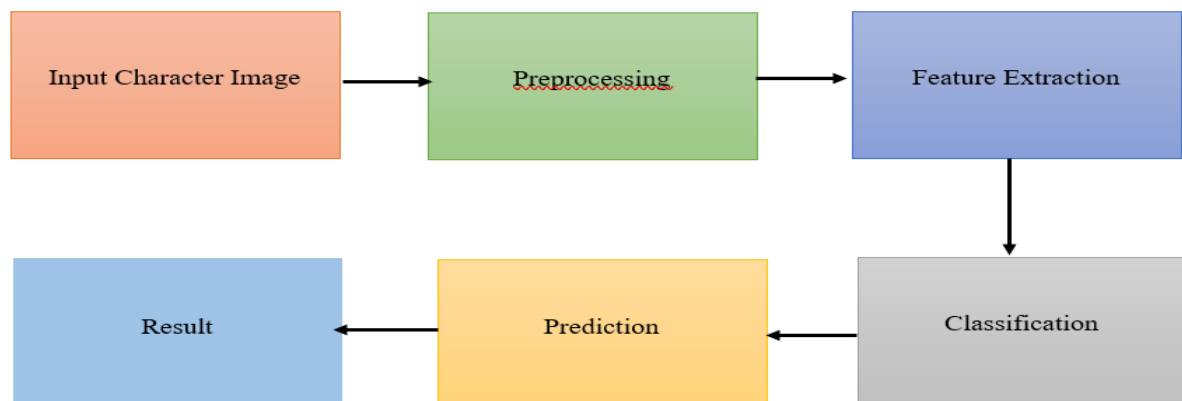 Input Character Image
Preprocessing
Feature Extraction
Classification
Prediction
Result